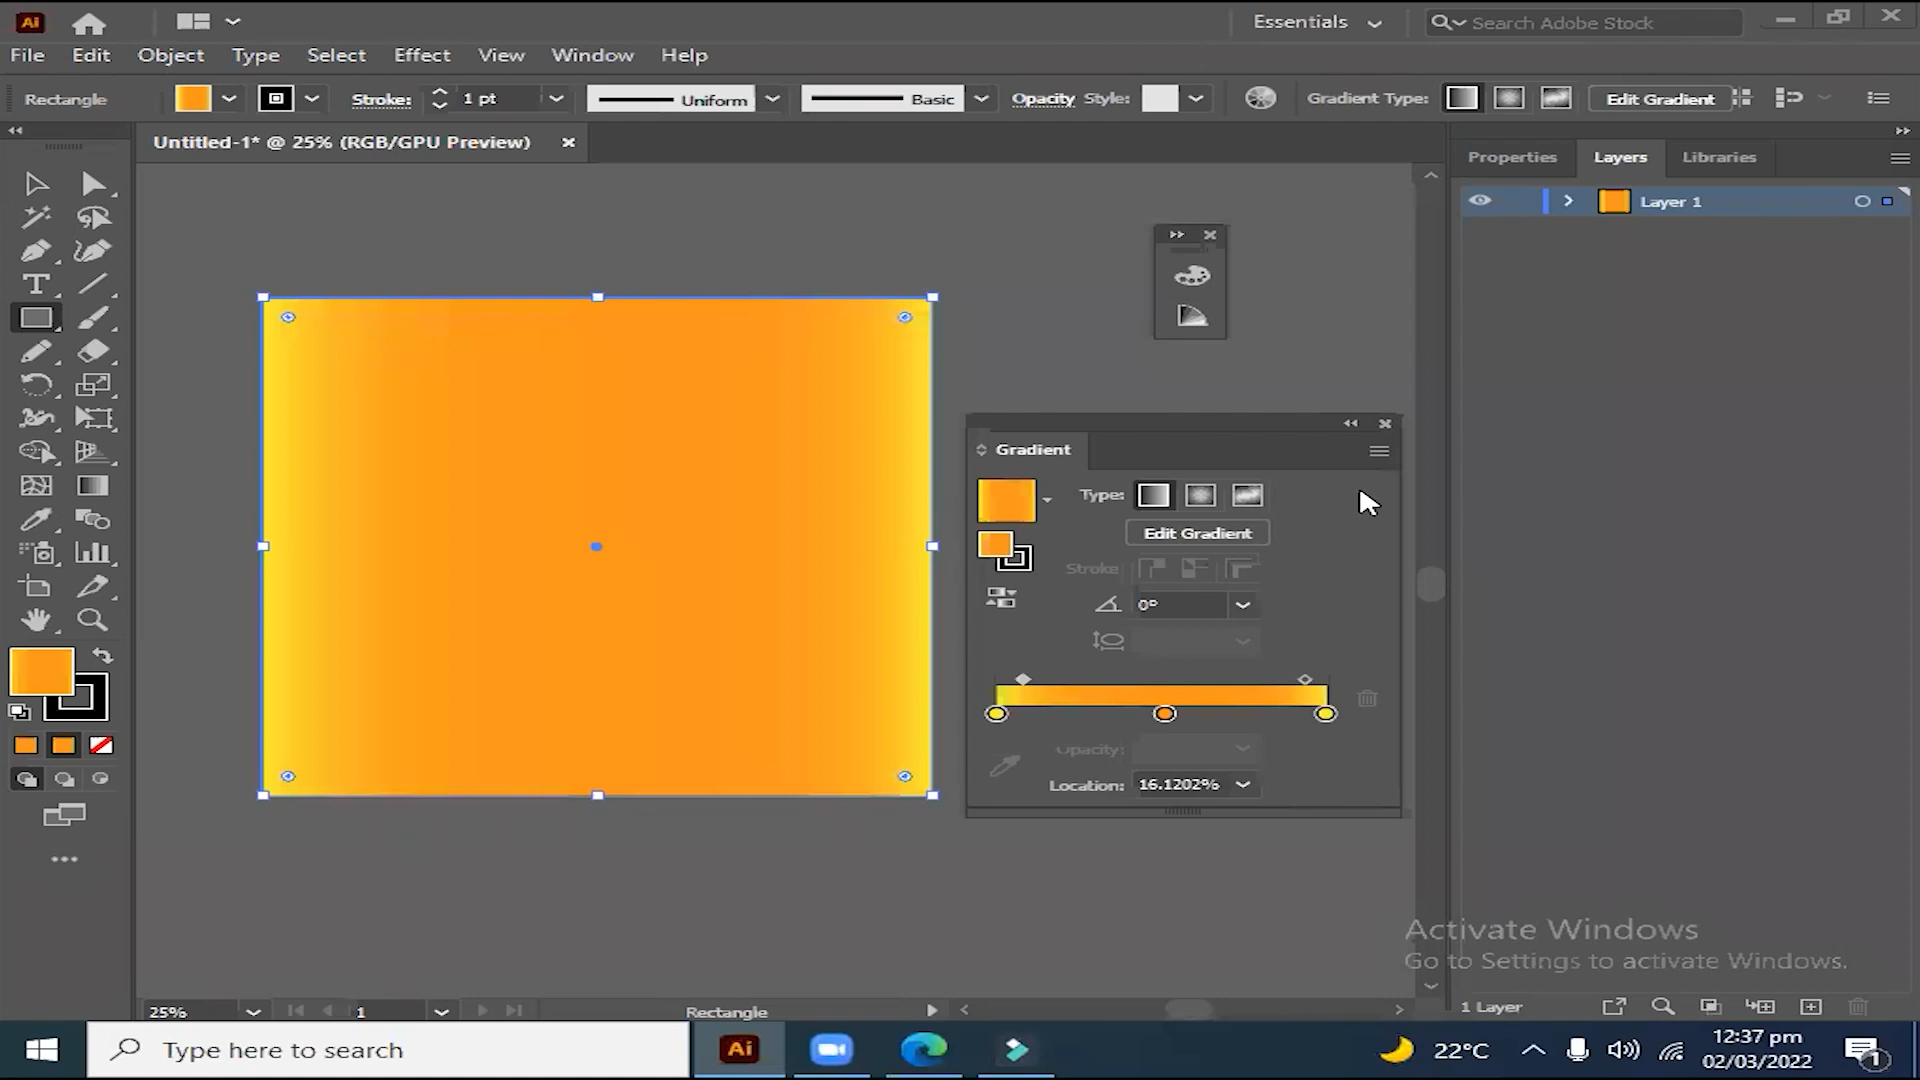 Ai
Essentials
Search Adobe Stock
File Edit Object Type Select Effect View Window Help
Rectangle Stroke: 1 pt Uniform Basic Opacity Style: Gradient Type: Edit Gradient
Untitled-1* @ 25% (RGB/GPU Preview)
Properties Layers Libraries
Layer 1
Gradient
Type:
Edit Gradient
Stroke
0°
Opacity:
Location: 16.1202%
Activate Windows
Go to Settings to activate Windows.
25% 1 Rectangle
1 Layer
Type here to search
Ai
22°C
12:37 pm
02/03/2022
1